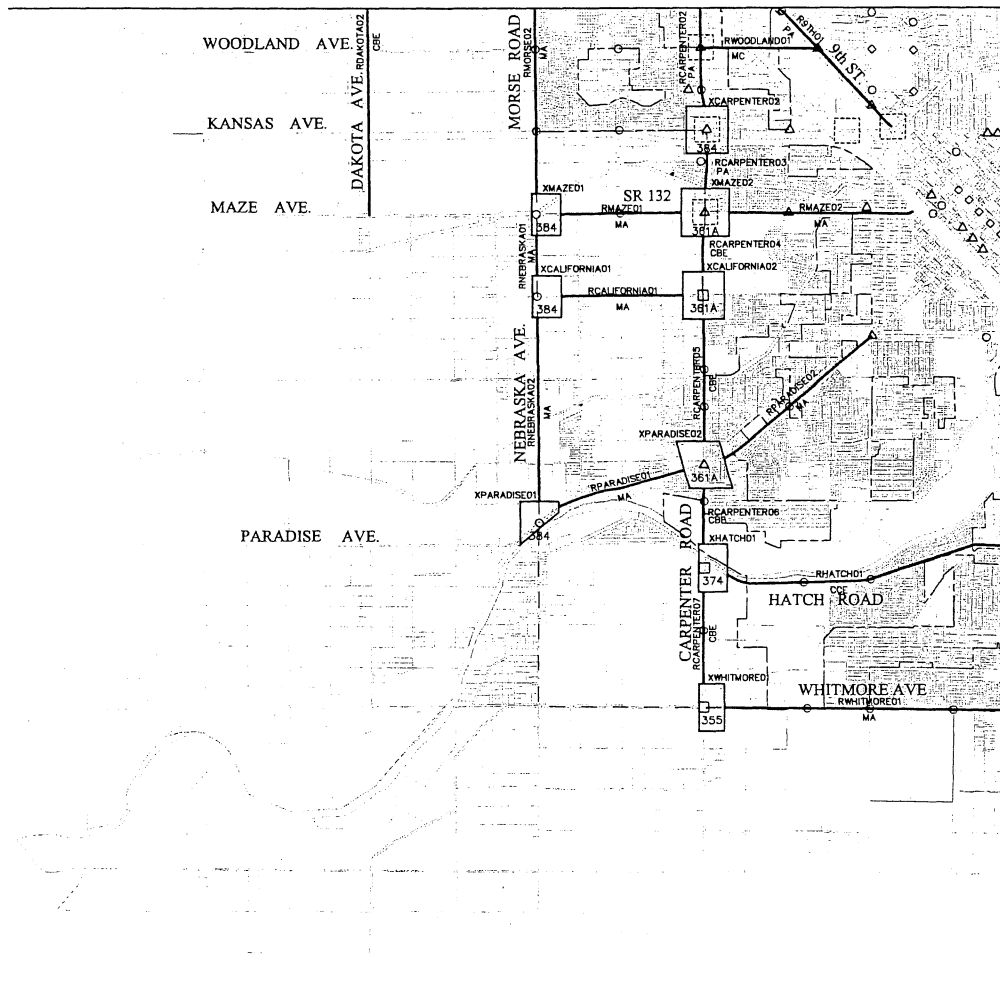 WOODLAND AVE.
RDAKOTA02
CBE
DAKOTA AVE.
KANSAS AVE.
MAZE AVE.
MORSE ROAD
RMORSE02
MA
RCARPENTER02
PA
RWOODLAND01
MC
R9TH01
PA
9th ST.
XCARPENTER02
384
RCARPENTER03
PA
XMAZE01
384
SR 132
RMAZE01
MA
XMAZE02
361A
RMAZE02
MA
RNEBRASKA01
MA
RCARPENTER04
CBE
XCALIFORNIA01
384
RCALIFORNIA01
MA
XCALIFORNIA02
361A
NEBRASKA AVE.
RNEBRASKA02
MA
RCARPENTER05
CBE
RPARADISE02
MA
XPARADISE02
361A
XPARADISE01
384
RPARADISE01
MA
RCARPENTER06
CBB
PARADISE AVE.
XHATCH01
374
RHATCH01
CCE
HATCH ROAD
CARPENTER ROAD
RCARPENTER07
CBE
XWHITMORE0
355
WHITMORE AVE
RWHITMORE01
MA